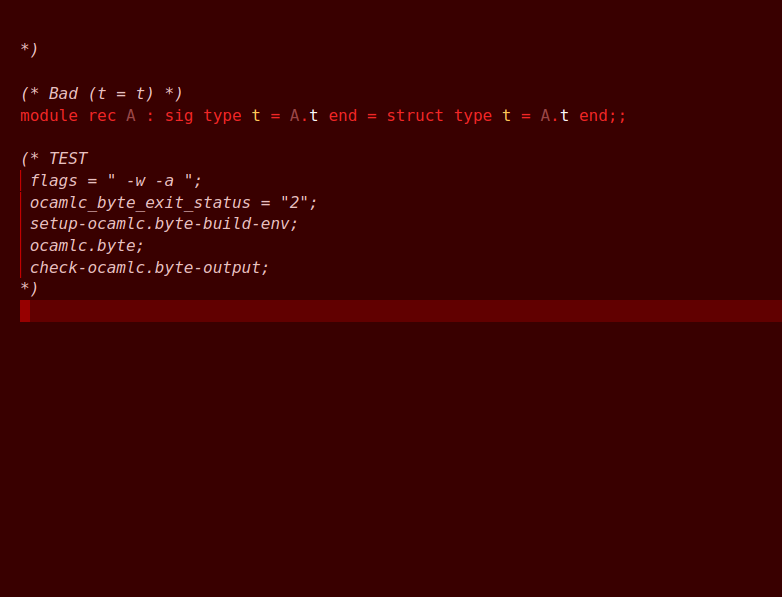 *)
(* Bad (t = t) *)
module rec A : sig type t = A.t end = struct type t = A.t end;;
(* TEST
flags = " -w -a ";
ocamlc_byte_exit_status = "2";
setup-ocamlc.byte-build-env;
ocamlc.byte;
check-ocamlc.byte-output;
*)